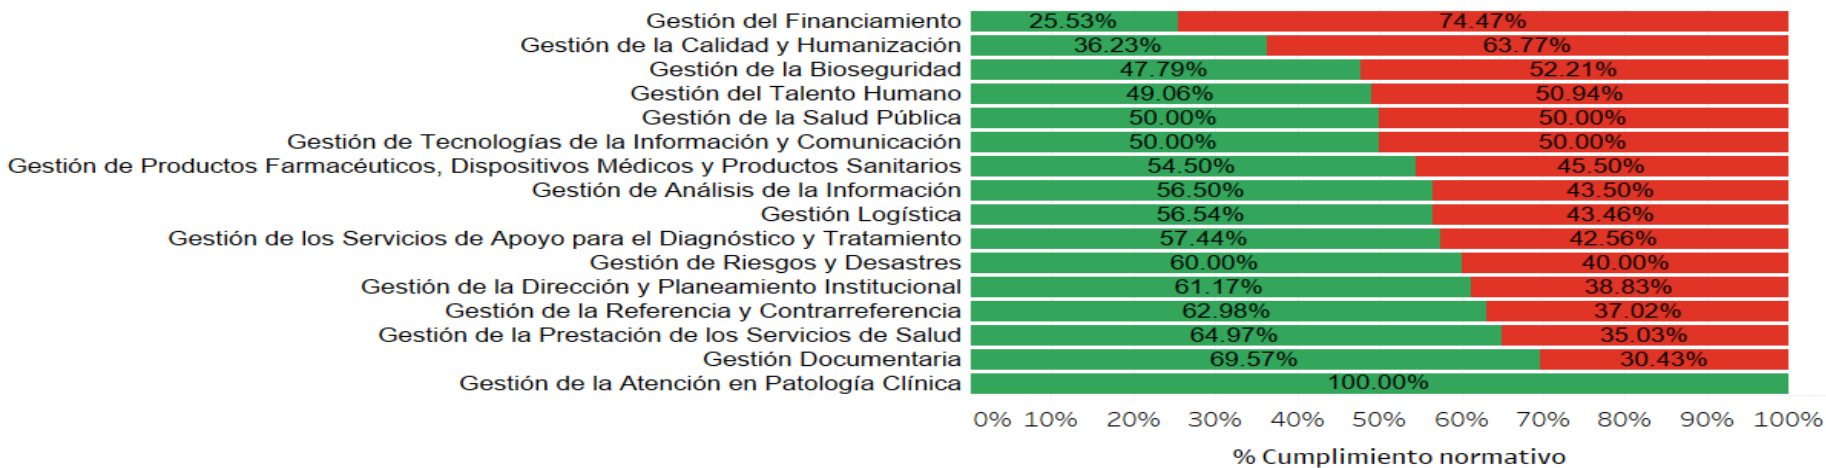 Gestión del Financiamiento 25.53% 74.47%
Gestión de la Calidad y Humanización 36.23% 63.77%
Gestión de la Bioseguridad 47.79% 52.21%
Gestión del Talento Humano 49.06% 50.94%
Gestión de la Salud Pública 50.00% 50.00%
Gestión de Tecnologías de la Información y Comunicación 50.00% 50.00%
Gestión de Productos Farmacéuticos, Dispositivos Médicos y Productos Sanitarios 54.50% 45.50%
Gestión de Análisis de la Información 56.50% 43.50%
Gestión Logística 56.54% 43.46%
Gestión de los Servicios de Apoyo para el Diagnóstico y Tratamiento 57.44% 42.56%
Gestión de Riesgos y Desastres 60.00% 40.00%
Gestión de la Dirección y Planeamiento Institucional 61.17% 38.83%
Gestión de la Referencia y Contrarreferencia 62.98% 37.02%
Gestión de la Prestación de los Servicios de Salud 64.97% 35.03%
Gestión Documentaria 69.57% 30.43%
Gestión de la Atención en Patología Clínica 100.00%
0% 10% 20% 30% 40% 50% 60% 70% 80% 90% 100%
% Cumplimiento normativo